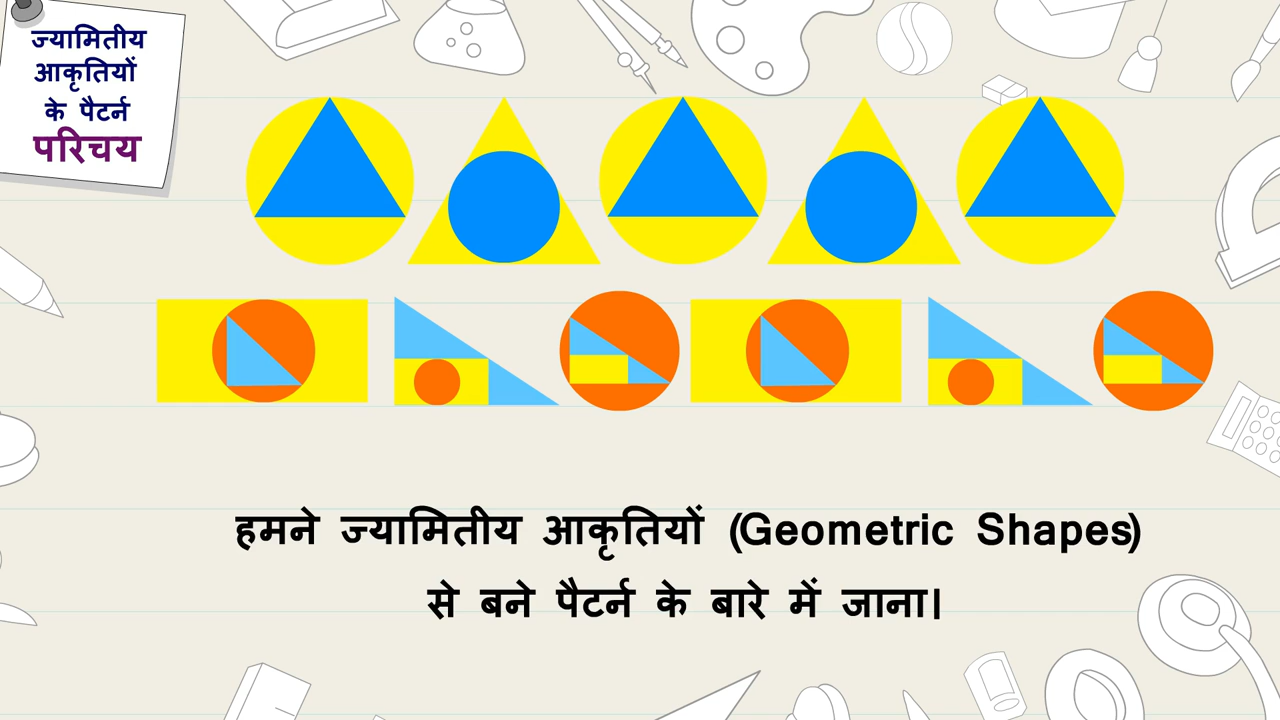 ज्यामितीय
आकृतियों
के पैटर्न
परिचय
हमने ज्यामितीय आकृतियों (Geometric Shapes)
से बने पैटर्न के बारे में जाना।